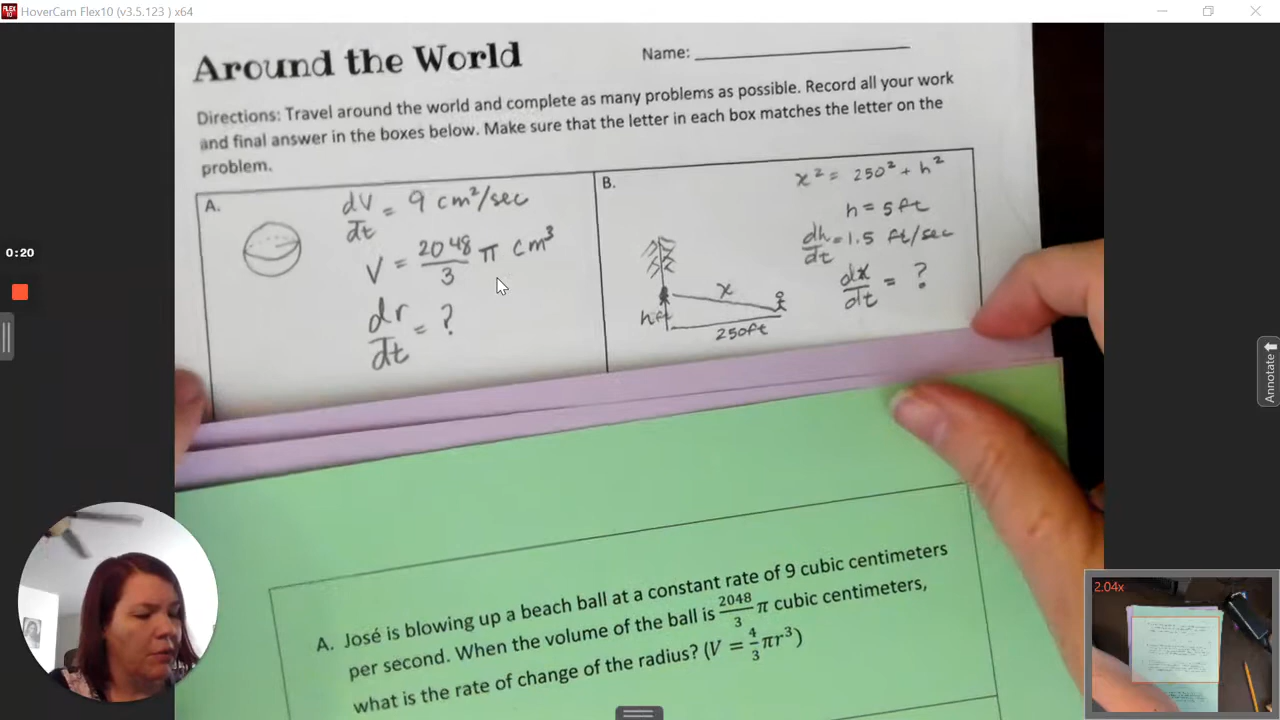 HoverCam Flex10 (v3.5.123 ) x64
Around the World
Name:
Directions: Travel around the world and complete as many problems as possible. Record all your work
and final answer in the boxes below. Make sure that the letter in each box matches the letter on the
problem.
A.
dV/dt = 9 cm²/sec
V = 2048/3 π cm³
dr/dt = ?
B.
x² = 250² + h²
h = 5 ft
dh/dt = 1.5 ft/sec
dx/dt = ?
x
h ft
250ft
0:20
Annotate
A. José is blowing up a beach ball at a constant rate of 9 cubic centimeters
per second. When the volume of the ball is 2048/3 π cubic centimeters,
what is the rate of change of the radius? (V = 4/3 πr³)
2.04x